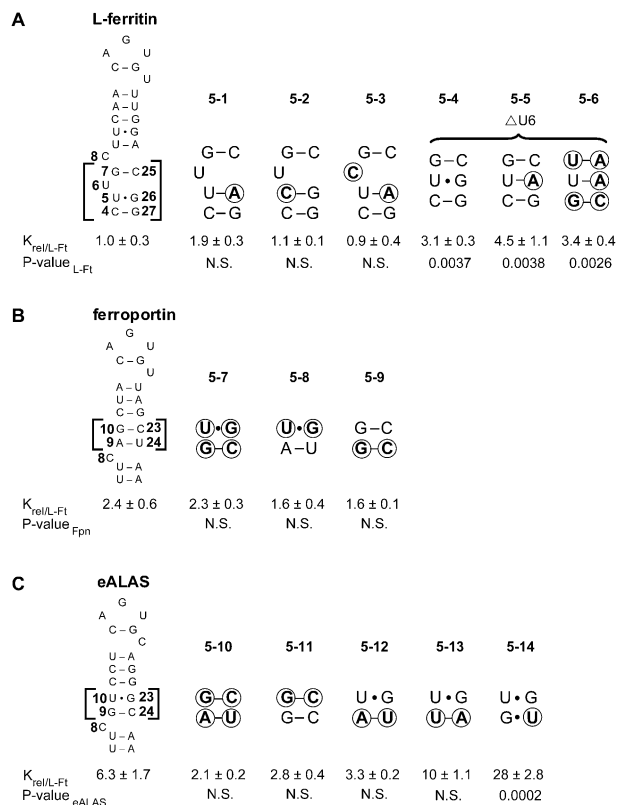 A
L-ferritin
G
A U
C–G U
A–U
A–U
C–G
U•G
U–A
8 C
7 G–C 25
6 U
5 U•G 26
4 C–G 27
5-1 5-2 5-3 5-4 5-5 5-6
△U6
G–C G–C G–C G–C G–C U–A
U U C U•G U–A U–A
U–A C–G U–A C–G C–G G–C
C–G C–G C–G
K rel/L-Ft 1.0 ± 0.3 1.9 ± 0.3 1.1 ± 0.1 0.9 ± 0.4 3.1 ± 0.3 4.5 ± 1.1 3.4 ± 0.4
P-value L-Ft N.S. N.S. N.S. 0.0037 0.0038 0.0026
B
ferroportin
G
A U
C–G U
A–U
U–A
C–G
10 G–C 23
9 A–U 24
8 C
U–A
U–A
5-7 5-8 5-9
U•G U•G G–C
G–C A–U G–C
K rel/L-Ft 2.4 ± 0.6 2.3 ± 0.3 1.6 ± 0.4 1.6 ± 0.1
P-value Fpn N.S. N.S. N.S.
C
eALAS
G
A U
C–G C
U–A
C–G
C–G
10 U•G 23
9 G–C 24
8 C
U–A
U–A
5-10 5-11 5-12 5-13 5-14
G–C G–C U•G U•G U•G
A–U G–C A–U U–A G•U
K rel/L-Ft 6.3 ± 1.7 2.1 ± 0.2 2.8 ± 0.4 3.3 ± 0.2 10 ± 1.1 28 ± 2.8
P-value eALAS N.S. N.S. N.S. N.S. 0.0002